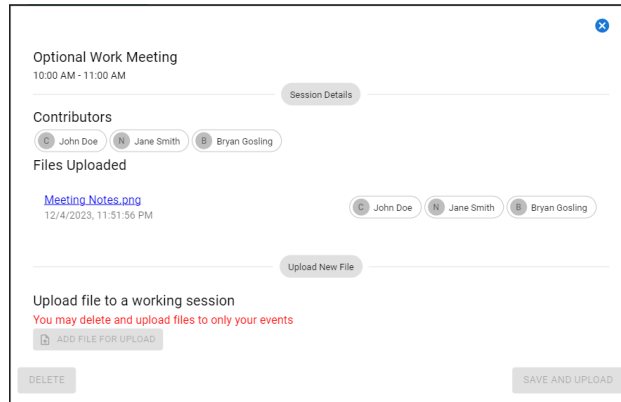 Optional Work Meeting
10:00 AM - 11:00 AM
Session Details
Contributors
C John Doe N Jane Smith B Bryan Gosling
Files Uploaded
Meeting Notes.png
12/4/2023, 11:51:56 PM
C John Doe N Jane Smith B Bryan Gosling
Upload New File
Upload file to a working session
You may delete and upload files to only your events
ADD FILE FOR UPLOAD
DELETE
SAVE AND UPLOAD